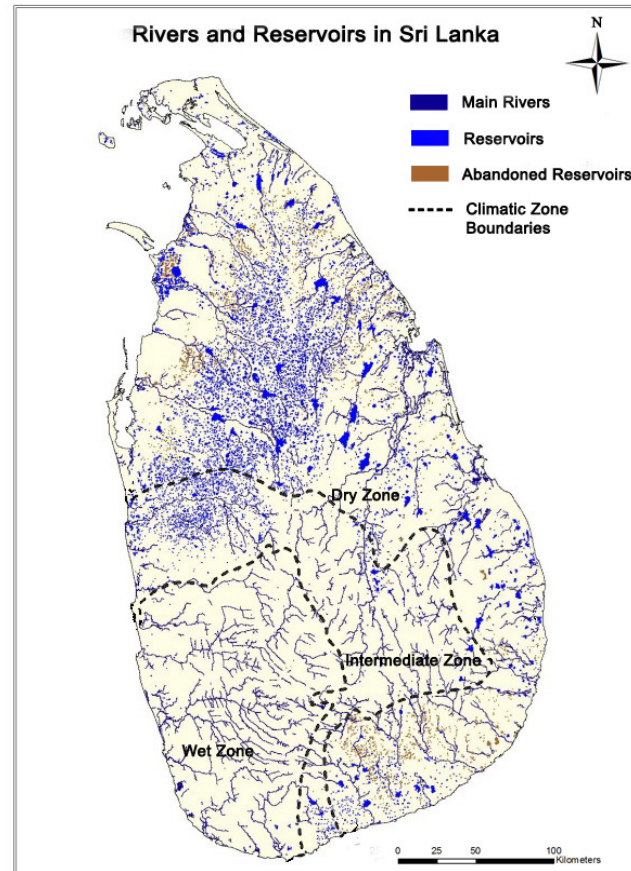 Rivers and Reservoirs in Sri Lanka
N
Main Rivers
Reservoirs
Abandoned Reservoirs
Climatic Zone
Boundaries
Dry Zone
Intermediate Zone
Wet Zone
0 25 50 100
Kilometers